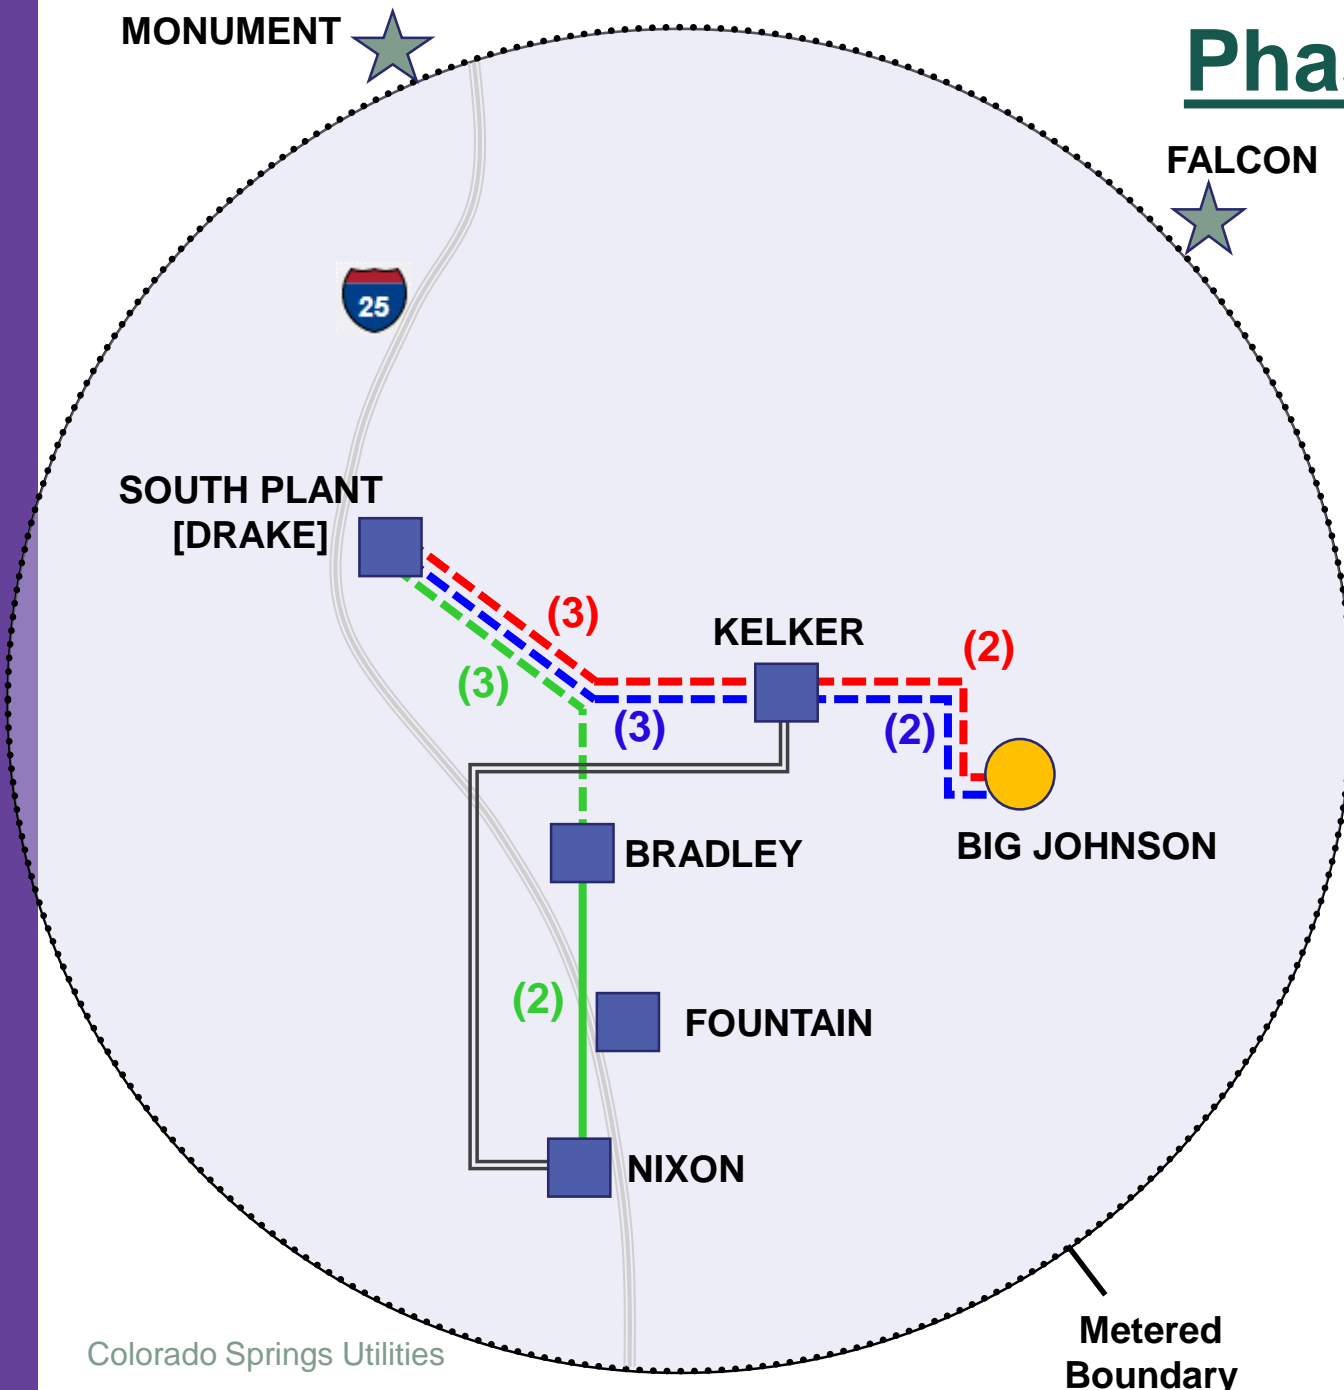 MONUMENT
Pha
FALCON
25
SOUTH PLANT
[DRAKE]
(3)
KELKER
(2)
(3)
(3)
(2)
BRADLEY
BIG JOHNSON
(2)
FOUNTAIN
NIXON
Metered
Boundary
Colorado Springs Utilities